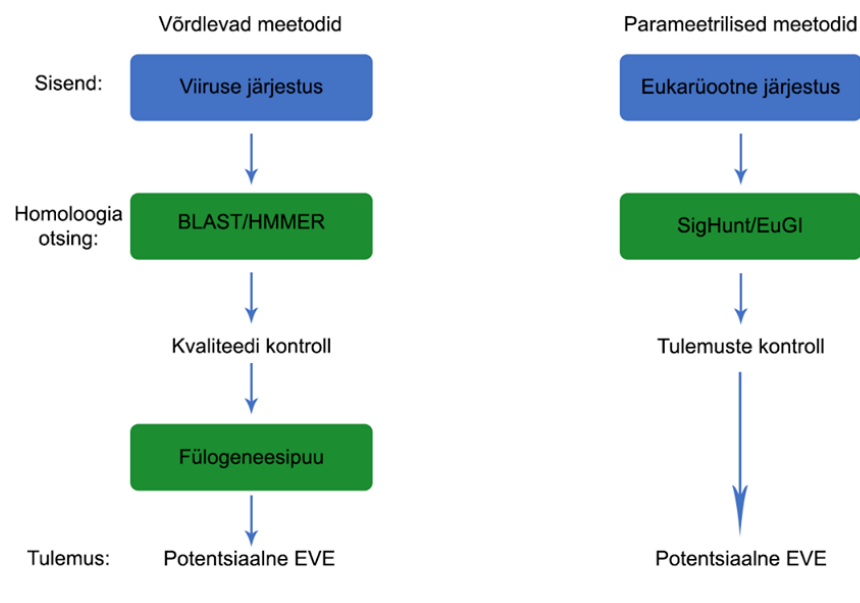 Võrdlevad meetodid
Parameetrilised meetodid
Sisend:
Viiruse järjestus
Eukarüootne järjestus
Homoloogia
otsing:
BLAST/HMMER
SigHunt/EuGI
Kvaliteedi kontroll
Tulemuste kontroll
Fülogeneesipuu
Tulemus:
Potentsiaalne EVE
Potentsiaalne EVE